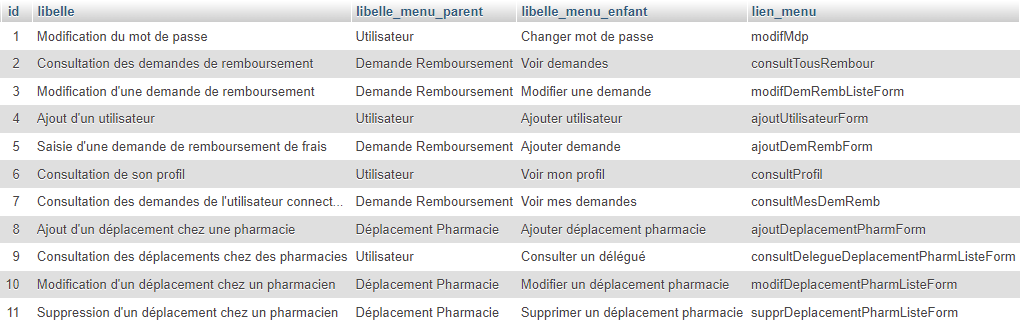 id libelle libelle_menu_parent libelle_menu_enfant lien_menu
1 Modification du mot de passe Utilisateur Changer mot de passe modifMdp
2 Consultation des demandes de remboursement Demande Remboursement Voir demandes consultTousRembour
3 Modification d'une demande de remboursement Demande Remboursement Modifier une demande modifDemRembListeForm
4 Ajout d'un utilisateur Utilisateur Ajouter utilisateur ajoutUtilisateurForm
5 Saisie d'une demande de remboursement de frais Demande Remboursement Ajouter demande ajoutDemRembForm
6 Consultation de son profil Utilisateur Voir mon profil consultProfil
7 Consultation des demandes de l'utilisateur connect... Demande Remboursement Voir mes demandes consultMesDemRemb
8 Ajout d'un déplacement chez une pharmacie Déplacement Pharmacie Ajouter déplacement pharmacie ajoutDeplacementPharmForm
9 Consultation des déplacements chez des pharmacies Utilisateur Consulter un délégué consultDelegueDeplacementPharmListeForm
10 Modification d'un déplacement chez un pharmacien Déplacement Pharmacie Modifier un déplacement pharmacie modifDeplacementPharmListeForm
11 Suppression d'un déplacement chez un pharmacien Déplacement Pharmacie Supprimer un déplacement pharmacie supprDeplacementPharmListeForm